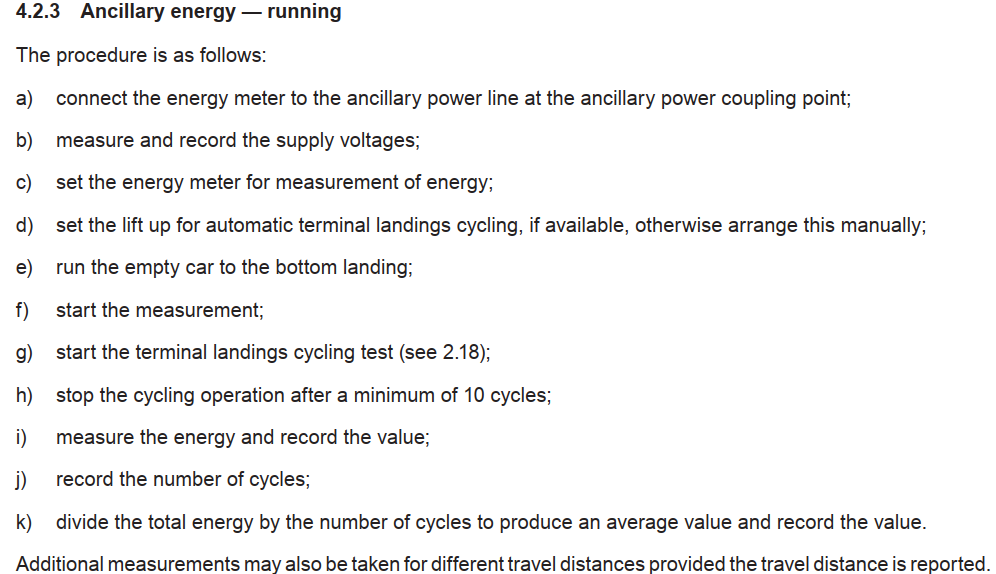 4.2.3 Ancillary energy — running
The procedure is as follows:
a) connect the energy meter to the ancillary power line at the ancillary power coupling point;
b) measure and record the supply voltages;
c) set the energy meter for measurement of energy;
d) set the lift up for automatic terminal landings cycling, if available, otherwise arrange this manually;
e) run the empty car to the bottom landing;
f) start the measurement;
g) start the terminal landings cycling test (see 2.18);
h) stop the cycling operation after a minimum of 10 cycles;
i) measure the energy and record the value;
j) record the number of cycles;
k) divide the total energy by the number of cycles to produce an average value and record the value.
Additional measurements may also be taken for different travel distances provided the travel distance is reported.